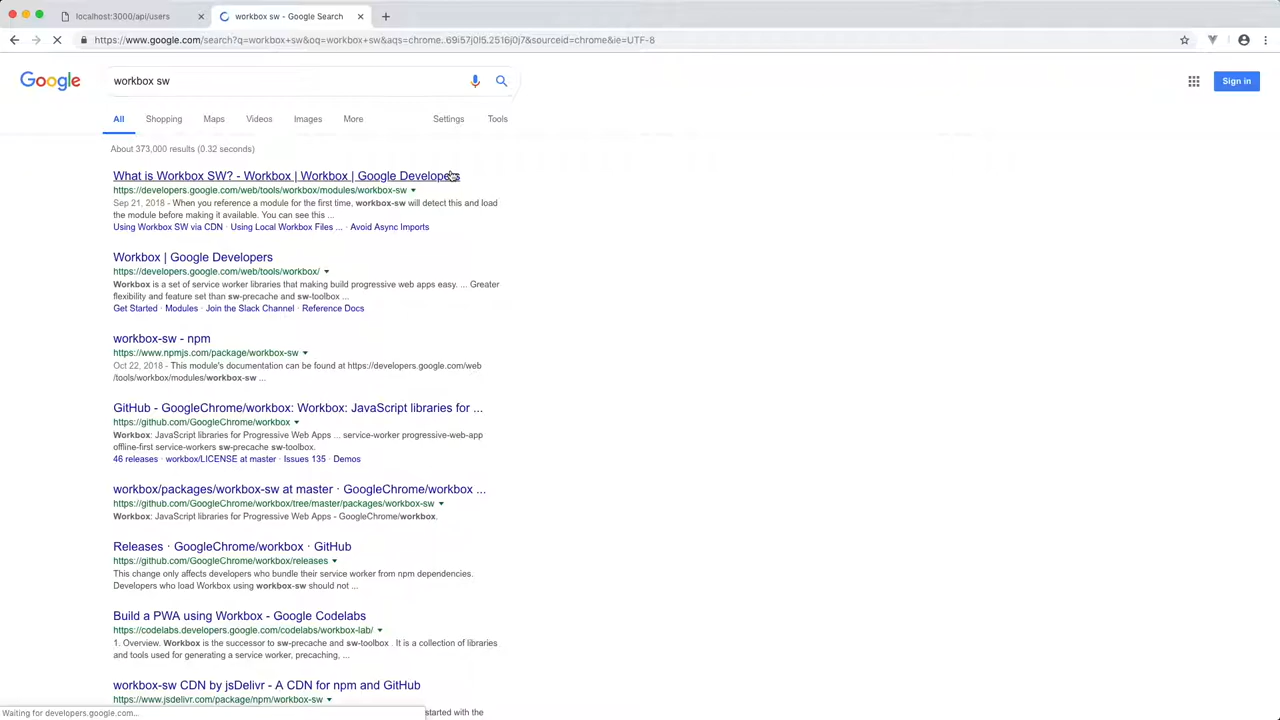 localhost:3000/api/users
workbox sw - Google Search
https://www.google.com/search?q=workbox+sw&oq=workbox+sw&aqs=chrome..69i57j0l5.2516j0j7&sourceid=chrome&ie=UTF-8
Google
workbox sw
Sign in
All Shopping Maps Videos Images More Settings Tools
About 373,000 results (0.32 seconds)
What is Workbox SW? - Workbox | Workbox | Google Developers
https://developers.google.com/web/tools/workbox/modules/workbox-sw
Sep 21, 2018 - When you reference a module for the first time, workbox-sw will detect this and load
the module before making it available. You can see this ...
Using Workbox SW via CDN · Using Local Workbox Files ... · Avoid Async Imports
Workbox | Google Developers
https://developers.google.com/web/tools/workbox/
Workbox is a set of service worker libraries that making build progressive web apps easy. ... Greater
flexibility and feature set than sw-precache and sw-toolbox ...
Get Started · Modules · Join the Slack Channel · Reference Docs
workbox-sw - npm
https://www.npmjs.com/package/workbox-sw
Oct 22, 2018 - This module's documentation can be found at https://developers.google.com/web
/tools/workbox/modules/workbox-sw ...
GitHub - GoogleChrome/workbox: Workbox: JavaScript libraries for ...
https://github.com/GoogleChrome/workbox
Workbox: JavaScript libraries for Progressive Web Apps ... service-worker progressive-web-app
offline-first service-workers sw-precache sw-toolbox.
46 releases · workbox/LICENSE at master · Issues 135 · Demos
workbox/packages/workbox-sw at master · GoogleChrome/workbox ...
https://github.com/GoogleChrome/workbox/tree/master/packages/workbox-sw
Workbox: JavaScript libraries for Progressive Web Apps - GoogleChrome/workbox.
Releases · GoogleChrome/workbox · GitHub
https://github.com/GoogleChrome/workbox/releases
This change only affects developers who bundle their service worker from npm dependencies.
Developers who load Workbox using workbox-sw should not ...
Build a PWA using Workbox - Google Codelabs
https://codelabs.developers.google.com/codelabs/workbox-lab/
1. Overview. Workbox is the successor to sw-precache and sw-toolbox . It is a collection of libraries
and tools used for generating a service worker, precaching, ...
workbox-sw CDN by jsDelivr - A CDN for npm and GitHub
https://www.jsdelivr.com/package/npm/workbox-sw
Waiting for developers.google.com... started with the